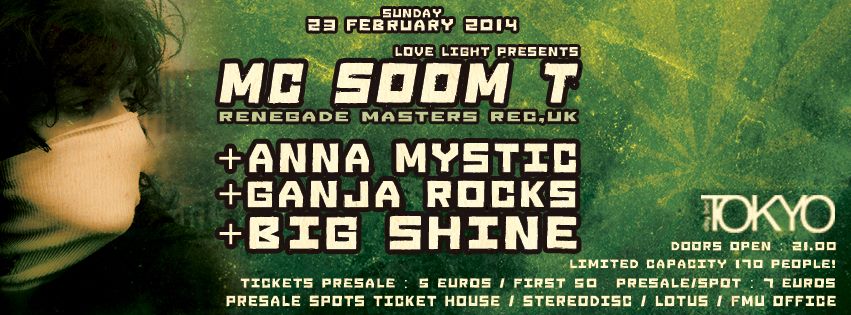 SUNDAY
23 FEBRUARY 2014
LOVE LIGHT PRESENTS
MC SOOM T
RENEGADE MASTERS REC,UK
+ANNA MYSTIC
+GANJA ROCKS
+BIG SHINE
TOKYO
DOORS OPEN : 21.00
LIMITED CAPACITY 170 PEOPLE!
TICKETS PRESALE : 5 EUROS / FIRST 50 PRESALE/SPOT : 7 EUROS
PRESALE SPOTS TICKET HOUSE / STEREODISC / LOTUS / FMU OFFICE